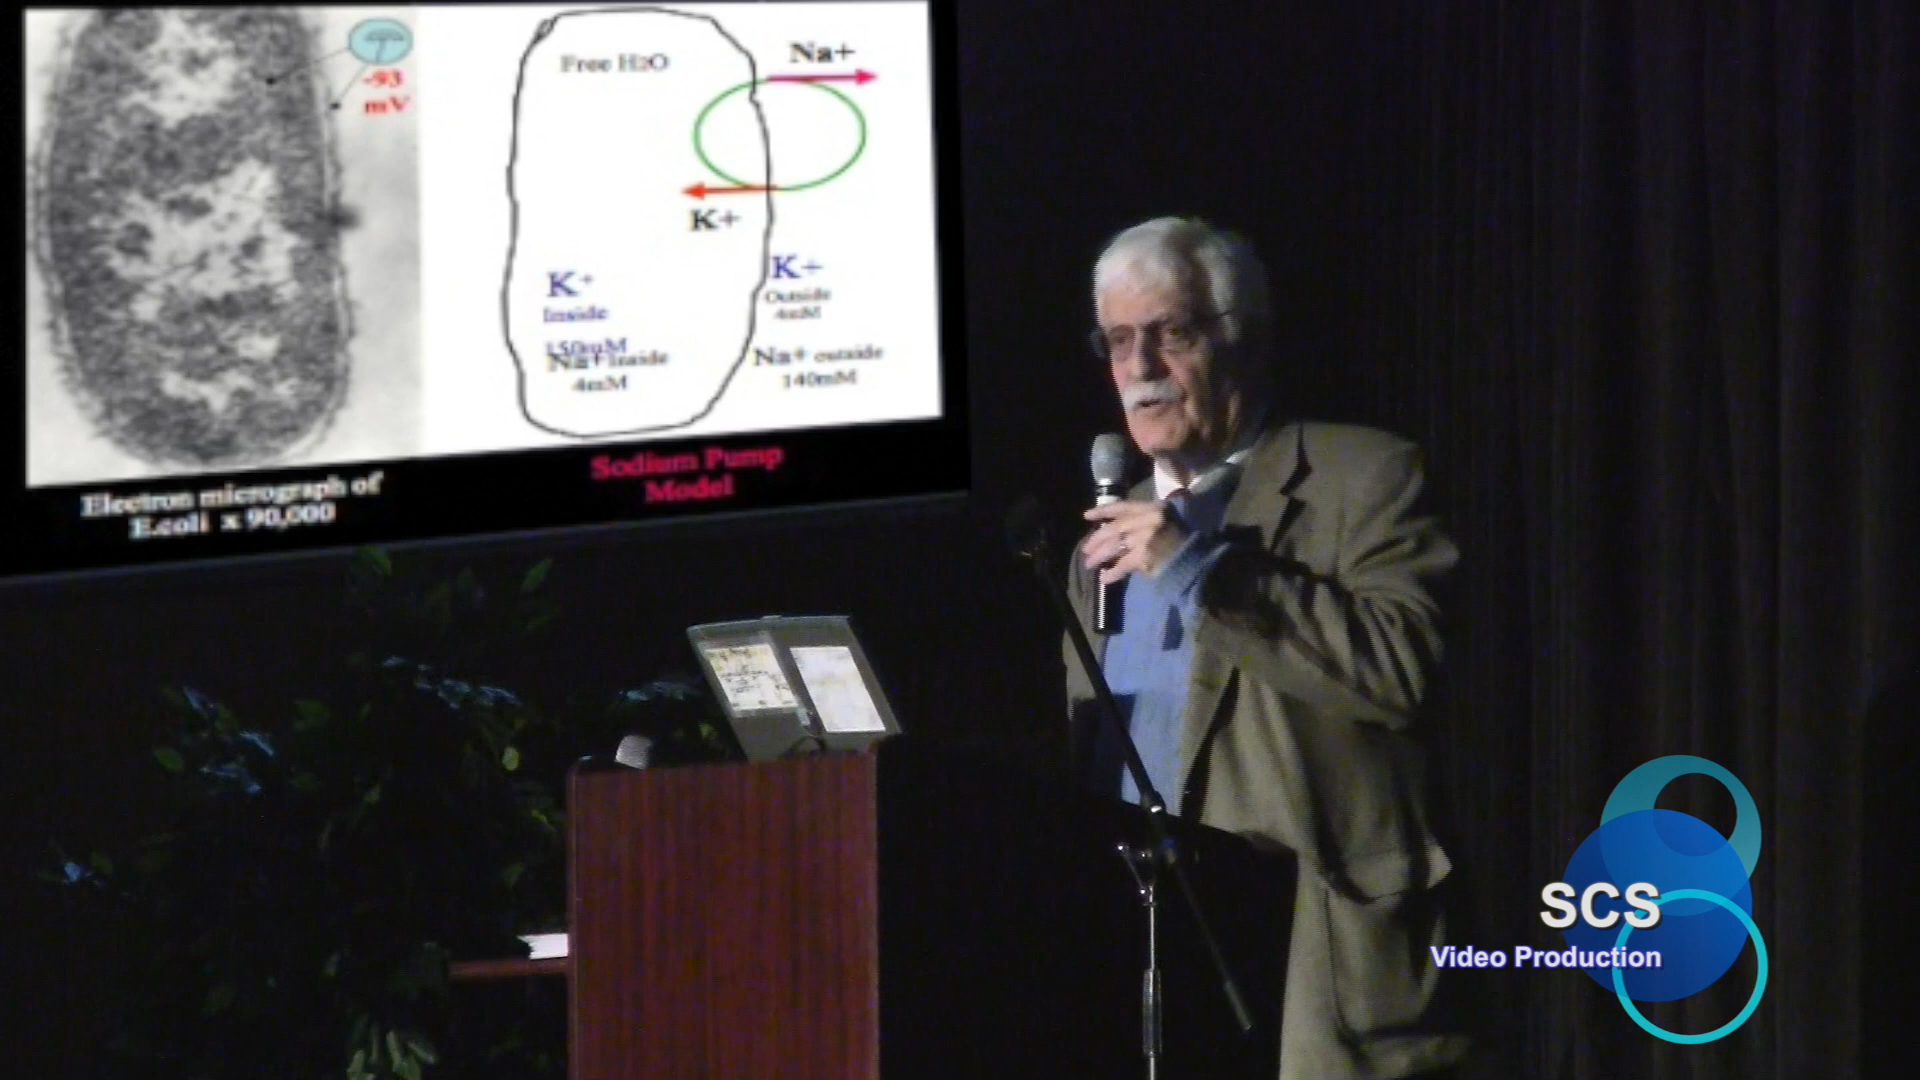 -93
mV
Free H2O
Na+
K+
K+
Inside
150mM
Na+ Inside
4mM
K+
Outside
4mM
Na+ outside
140mM
Electron micrograph of
E.coli x 90,000
Sodium Pump
Model
SCS
Video Production